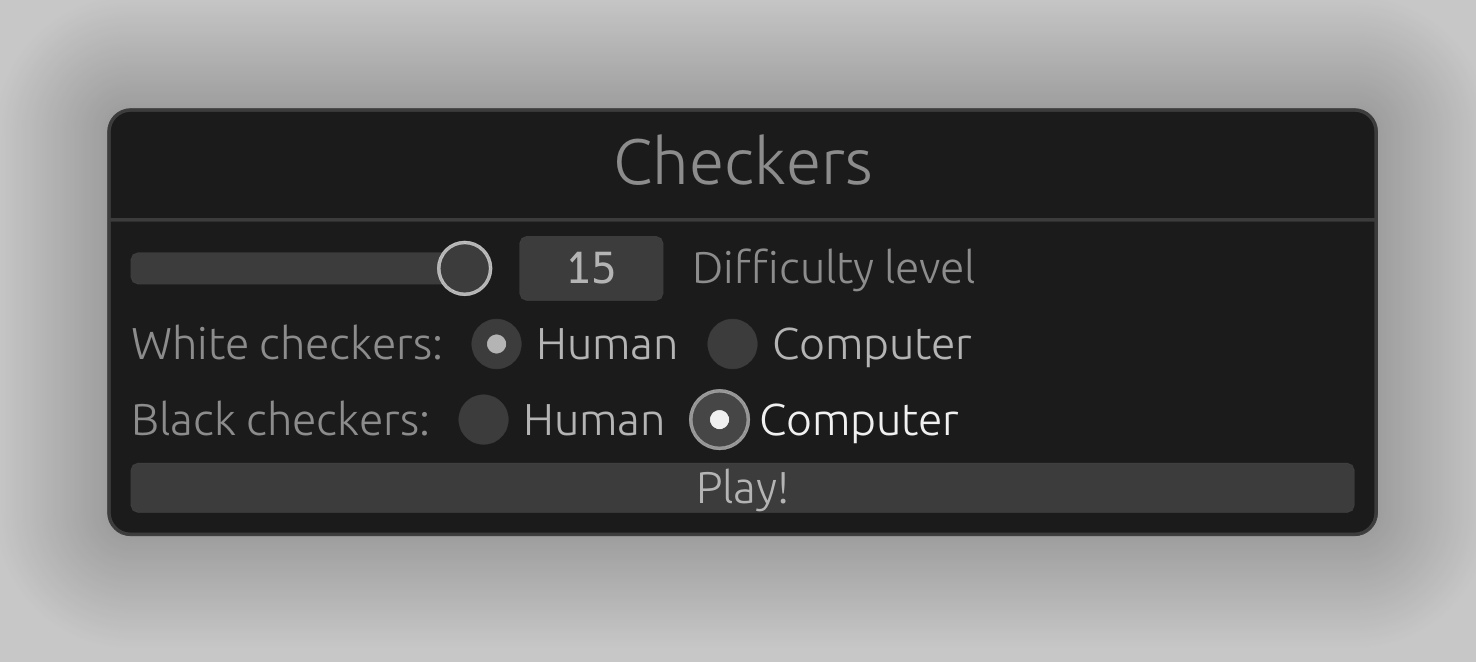 Checkers
15 Difficulty level
White checkers: Human Computer
Black checkers: Human Computer
Play!